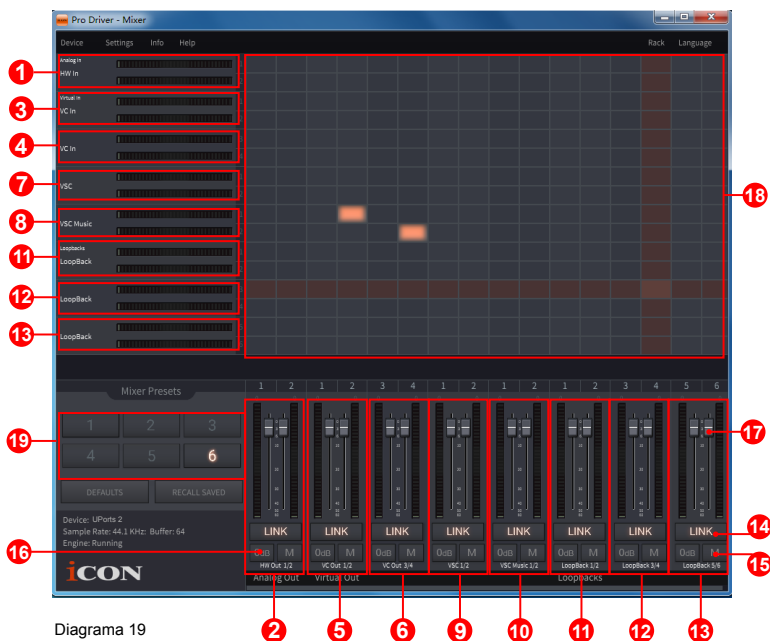 Pro Driver - Mixer
Device Settings Info Help Rack Language
Analog In
1 HW In
Virtual In
3 VC In
4 VC In
7 VSC
18
8 VSC Music
Loopbacks
11 LoopBack
12 LoopBack
13 LoopBack
Mixer Presets
1 2 1 2 3 4 1 2 1 2 1 2 3 4 5 6
1 2 3
19
4 5 6
17
DEFAULTS RECALL SAVED
Device: UPorts 2
Sample Rate: 44.1 KHz: Buffer: 64
Engine: Running
LINK LINK LINK LINK LINK LINK LINK LINK 14
16 0dB M 0dB M 0dB M 0dB M 0dB M 0dB M 0dB M 0dB M 15
HW Out 1/2 VC Out 1/2 VC Out 3/4 VSC 1/2 VSC Music 1/2 LoopBack 1/2 LoopBack 3/4 LoopBack 5/6
iCON
Analog Out Virtual Out Loopbacks
Diagrama 19
2 5 6 9 10 11 12 13